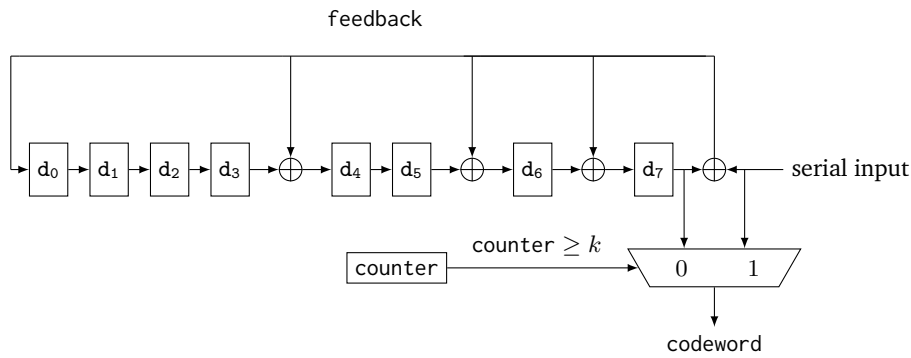 feedback
d₀ d₁ d₂ d₃ d₄ d₅ d₆ d₇ serial input
counter ≥ k
counter 0 1
codeword